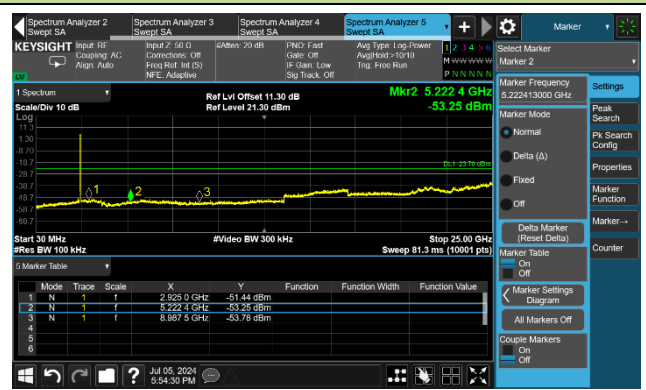 Spectrum Analyzer 2
Swept SA
Spectrum Analyzer 3
Swept SA
Spectrum Analyzer 4
Swept SA
Spectrum Analyzer 5
Swept SA
Marker
KEYSIGHT
Input: RF
Coupling: AC
Align: Auto
Input Z: 50 Ω
Corrections: Off
Freq Ref: Int (S)
NFE: Adaptive
#Atten: 20 dB
PNO: Fast
Gate: Off
IF Gain: Low
Sig Track: Off
Avg Type: Log-Power
Avg|Hold:>10/10
Trig: Free Run
1 2 3 4 5 6
M W W W W W
P N N N N N
LW
Select Marker
Marker 2
1 Spectrum
Scale/Div 10 dB
Ref Lvl Offset 11.30 dB
Ref Level 21.30 dBm
Mkr2 5.222 4 GHz
-53.25 dBm
Log
11.3
1.30
-8.70
-18.7
-28.7
-38.7
-48.7
-58.7
-68.7
1
2
3
Start 30 MHz
#Res BW 100 kHz
#Video BW 300 kHz
Stop 25.00 GHz
Sweep 81.3 ms (10001 pts)
5 Marker Table
Mode Trace Scale X Y Function Function Width Function Value
1 N 1 f 2.925 0 GHz -51.44 dBm
2 N 1 f 5.222 4 GHz -53.25 dBm
3 N 1 f 8.987 5 GHz -53.78 dBm
4
5
6
Marker Frequency
5.222413000 GHz
Marker Mode
Normal
Delta (Δ)
Fixed
Off
Delta Marker
(Reset Delta)
Marker Table
On
Off
Marker Settings
Diagram
All Markers Off
Couple Markers
On
Off
Settings
Peak
Search
Pk Search
Config
Properties
Marker
Function
Marker→
Counter
?
Jul 05, 2024
5:54:30 PM